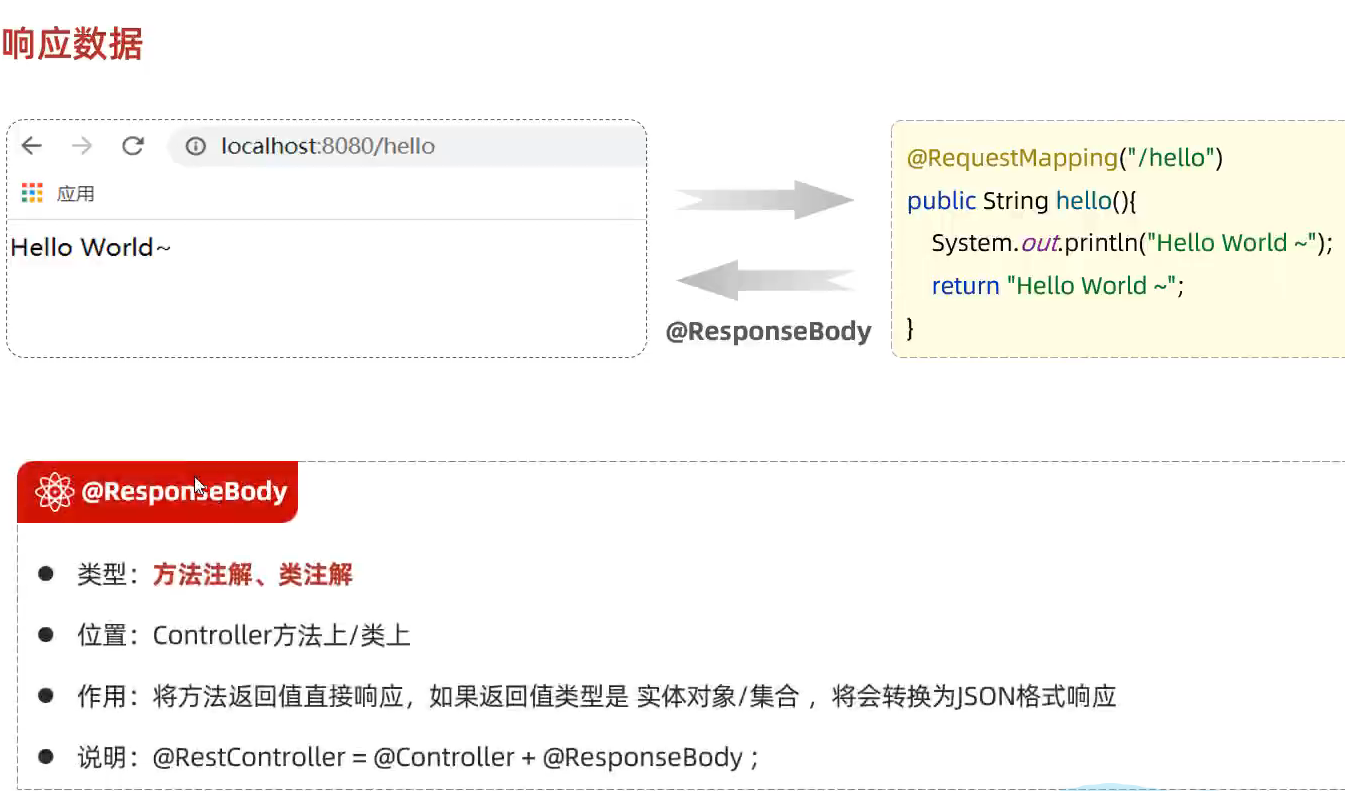 响应数据
localhost:8080/hello
应用
Hello World~
@ResponseBody
@RequestMapping("/hello")
public String hello(){
System.out.println("Hello World ~");
return "Hello World ~";
}
@ResponseBody
● 类型：方法注解、类注解
● 位置：Controller方法上/类上
● 作用：将方法返回值直接响应，如果返回值类型是 实体对象/集合 ，将会转换为JSON格式响应
● 说明：@RestController = @Controller + @ResponseBody ;